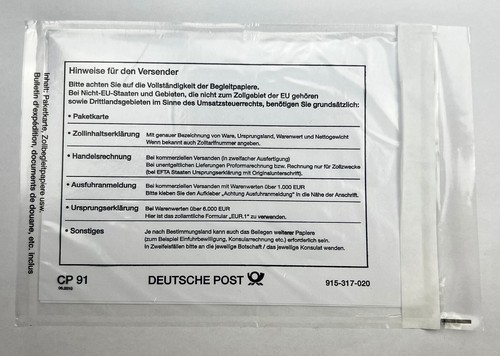 Inhalt: Paketkarte, Zollbegleitpapiere usw.
Bulletin d'expédition, documents de douane, etc. inclus
Hinweise für den Versender
Bitte achten Sie auf die Vollständigkeit der Begleitpapiere.
Bei Nicht-EU-Staaten und Gebieten, die nicht zum Zollgebiet der EU gehören
sowie Drittlandsgebieten im Sinne des Umsatzsteuerrechts, benötigen Sie grundsätzlich:
• Paketkarte
• Zollinhaltserklärung Mit genauer Bezeichnung von Ware, Ursprungsland, Warenwert und Nettogewicht
Wenn bekannt auch Zolltarifnummer angeben.
• Handelsrechnung Bei kommerziellen Versenden (in zweifacher Ausfertigung)
Bei unentgeltlichen Lieferungen Proformarechnung bzw. Rechnung nur für Zollzwecke
(bei EFTA Staaten Ursprungserklärung mit Originalunterschrift).
• Ausfuhranmeldung Bei kommerziellen Versenden mit Warenwerten über 1.000 EUR
Bitte kleben Sie den Aufkleber „Achtung Ausfuhranmeldung" in die Nähe der Anschrift.
• Ursprungserklärung Bei Warenwerten über 6.000 EUR
Hier ist das zollamtliche Formular „EUR.1" zu verwenden.
• Sonstiges Je nach Bestimmungsland kann auch das Beilegen weiterer Papiere
(zum Beispiel Einfuhrbewilligung, Konsularrechnung etc.) erforderlich sein.
In Zweifelsfällen bitte an die jeweilige Botschaft / das jeweilige Konsulat wenden.
CP 91 DEUTSCHE POST 915-317-020